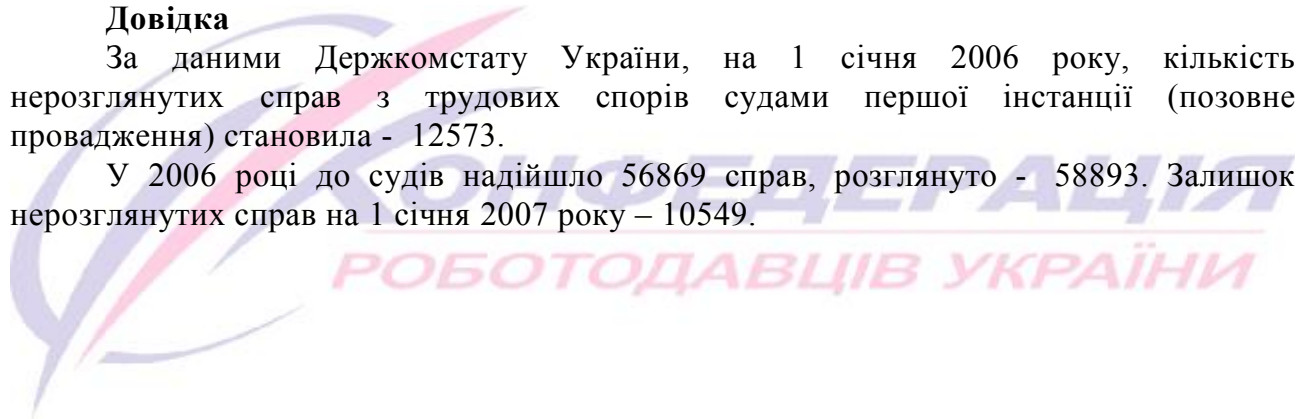 Довідка
За даними Держкомстату України, на 1 січня 2006 року, кількість
нерозглянутих справ з трудових спорів судами першої інстанції (позовне
провадження) становила - 12573.
У 2006 році до судів надійшло 56869 справ, розглянуто - 58893. Залишок
нерозглянутих справ на 1 січня 2007 року – 10549.
КОНФЕДЕРАЦІЯ
РОБОТОДАВЦІВ УКРАЇНИ